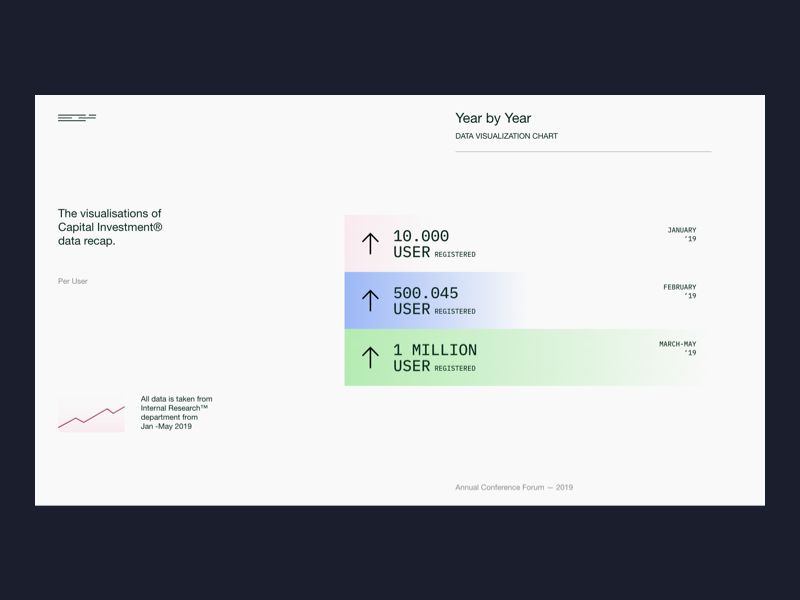 Year by Year
DATA VISUALIZATION CHART
The visualisations of
Capital Investment®
data recap.
Per User
10.000
USER REGISTERED
JANUARY
'19
500.045
USER REGISTERED
FEBRUARY
'19
1 MILLION
USER REGISTERED
MARCH-MAY
'19
All data is taken from
Internal Research™
department from
Jan -May 2019
Annual Conference Forum — 2019